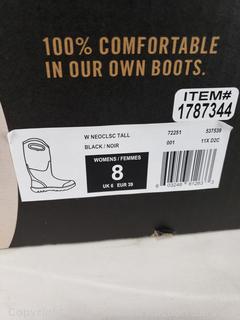 100% COMFORTABLE
IN OUR OWN BOOTS.
ITEM#
1787344
W NEOCLSC TALL
BLACK / NOIR
72251
537539
001
11X D2C
WOMENS / FEMMES
8
UK 6 EUR 39